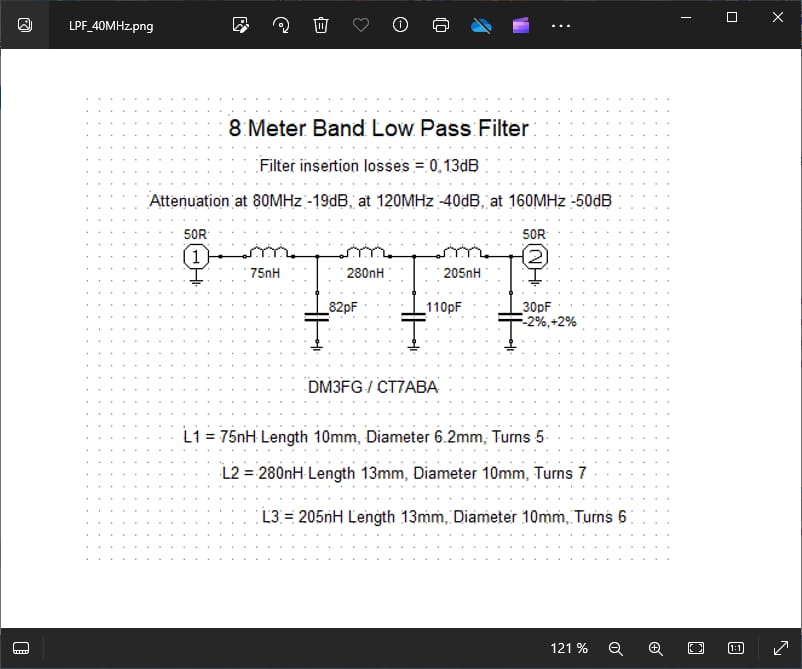 LPF_40MHz.png
8 Meter Band Low Pass Filter
Filter insertion losses = 0,13dB
Attenuation at 80MHz -19dB, at 120MHz -40dB, at 160MHz -50dB
50R 50R
1 2
75nH 280nH 205nH
82pF 110pF 30pF
-2%,+2%
DM3FG / CT7ABA
L1 = 75nH Length 10mm, Diameter 6.2mm, Turns 5
L2 = 280nH Length 13mm, Diameter 10mm, Turns 7
L3 = 205nH Length 13mm, Diameter 10mm, Turns 6
121 % 1:1